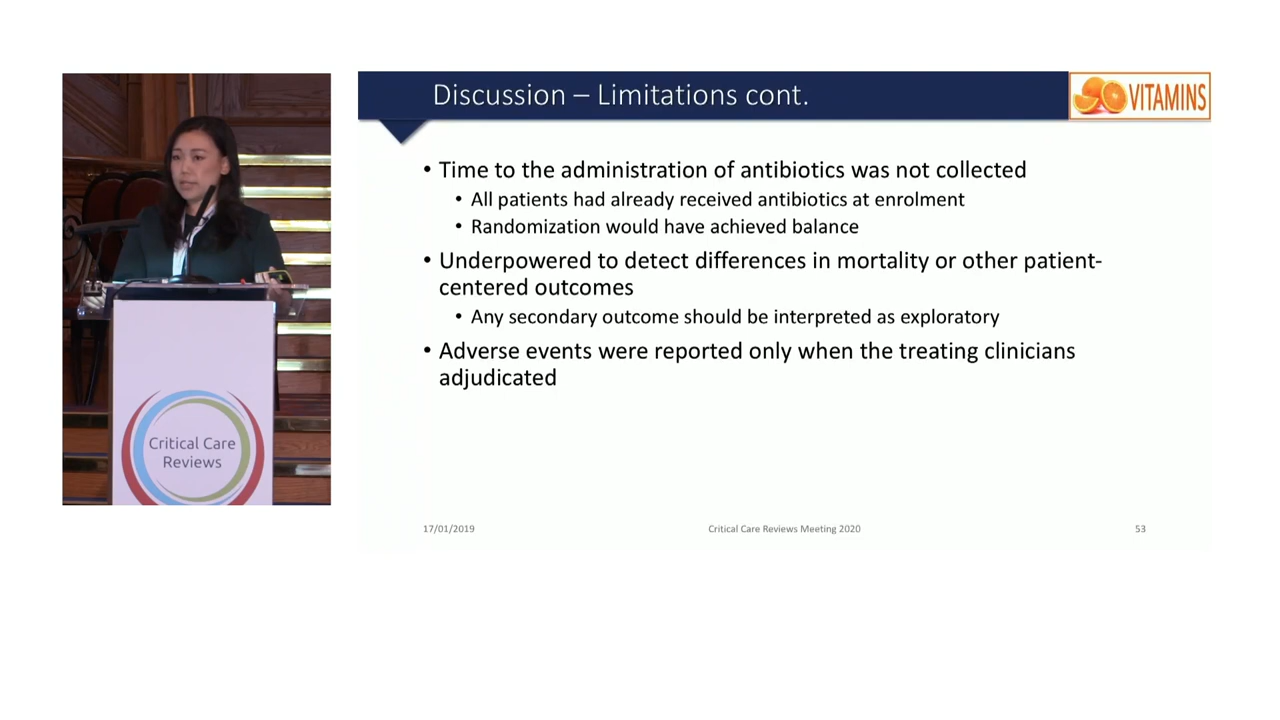 Discussion – Limitations cont.
VITAMINS
• Time to the administration of antibiotics was not collected
• All patients had already received antibiotics at enrolment
• Randomization would have achieved balance
• Underpowered to detect differences in mortality or other patient-
centered outcomes
• Any secondary outcome should be interpreted as exploratory
• Adverse events were reported only when the treating clinicians
adjudicated
Critical Care
Reviews
17/01/2019
Critical Care Reviews Meeting 2020
53